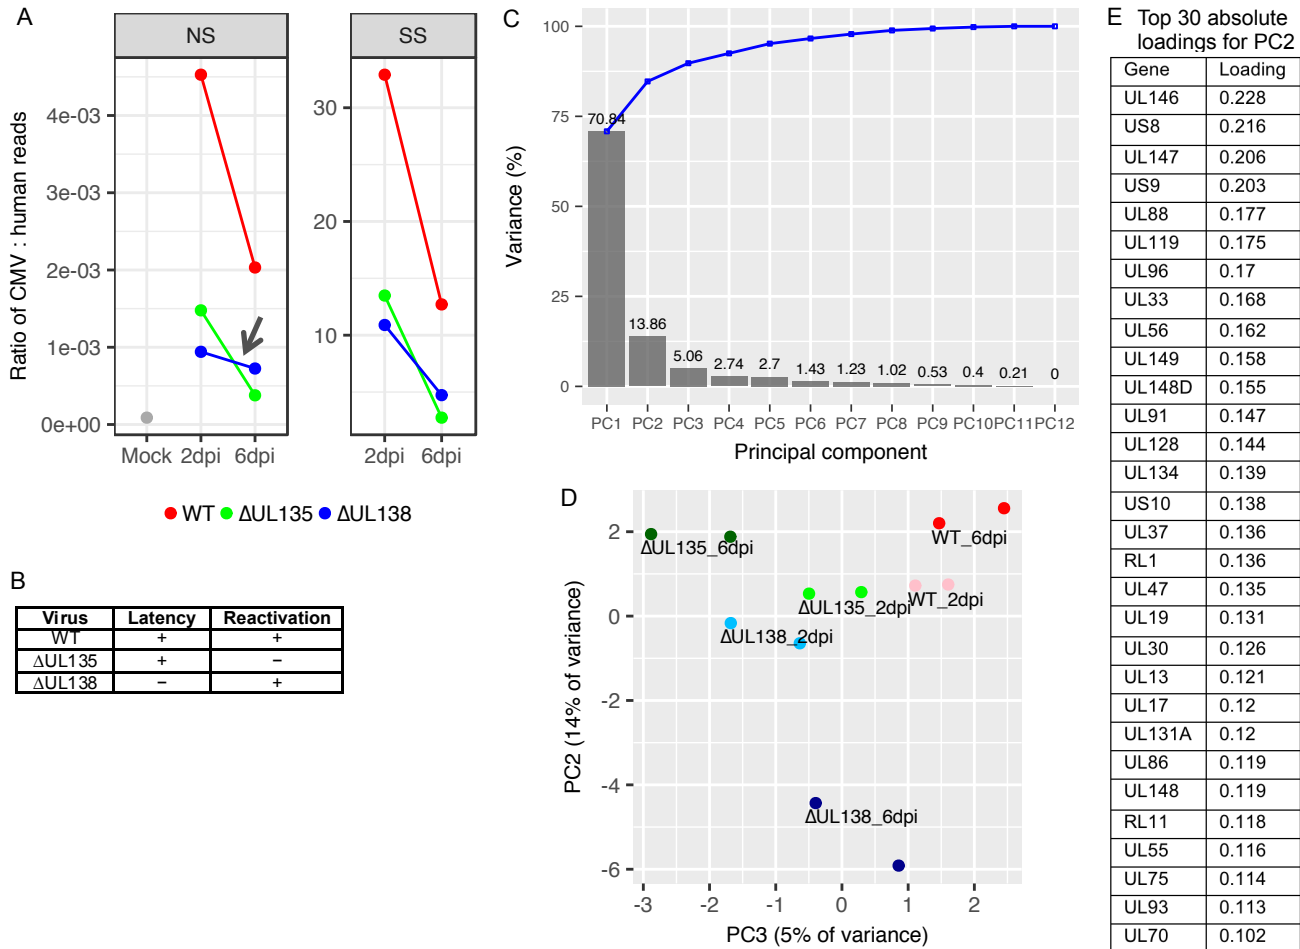 A
NS
SS
Ratio of CMV : human reads
4e-03
3e-03
2e-03
1e-03
0e+00
Mock 2dpi 6dpi
30
20
10
2dpi 6dpi
WT ΔUL135 ΔUL138
B
Virus Latency Reactivation
WT + +
ΔUL135 + −
ΔUL138 − +
C
Variance (%)
100
75
50
25
0
70.84
13.86
5.06
2.74
2.7
1.43
1.23
1.02
0.53
0.4
0.21
0
PC1 PC2 PC3 PC4 PC5 PC6 PC7 PC8 PC9 PC10 PC11 PC12
Principal component
D
PC2 (14% of variance)
2
0
-2
-4
-6
ΔUL135_6dpi
WT_6dpi
ΔUL135_2dpi
WT_2dpi
ΔUL138_2dpi
ΔUL138_6dpi
-3 -2 -1 0 1 2
PC3 (5% of variance)
E Top 30 absolute
loadings for PC2
Gene Loading
UL146 0.228
US8 0.216
UL147 0.206
US9 0.203
UL88 0.177
UL119 0.175
UL96 0.17
UL33 0.168
UL56 0.162
UL149 0.158
UL148D 0.155
UL91 0.147
UL128 0.144
UL134 0.139
US10 0.138
UL37 0.136
RL1 0.136
UL47 0.135
UL19 0.131
UL30 0.126
UL13 0.121
UL17 0.12
UL131A 0.12
UL86 0.119
UL148 0.119
RL11 0.118
UL55 0.116
UL75 0.114
UL93 0.113
UL70 0.102